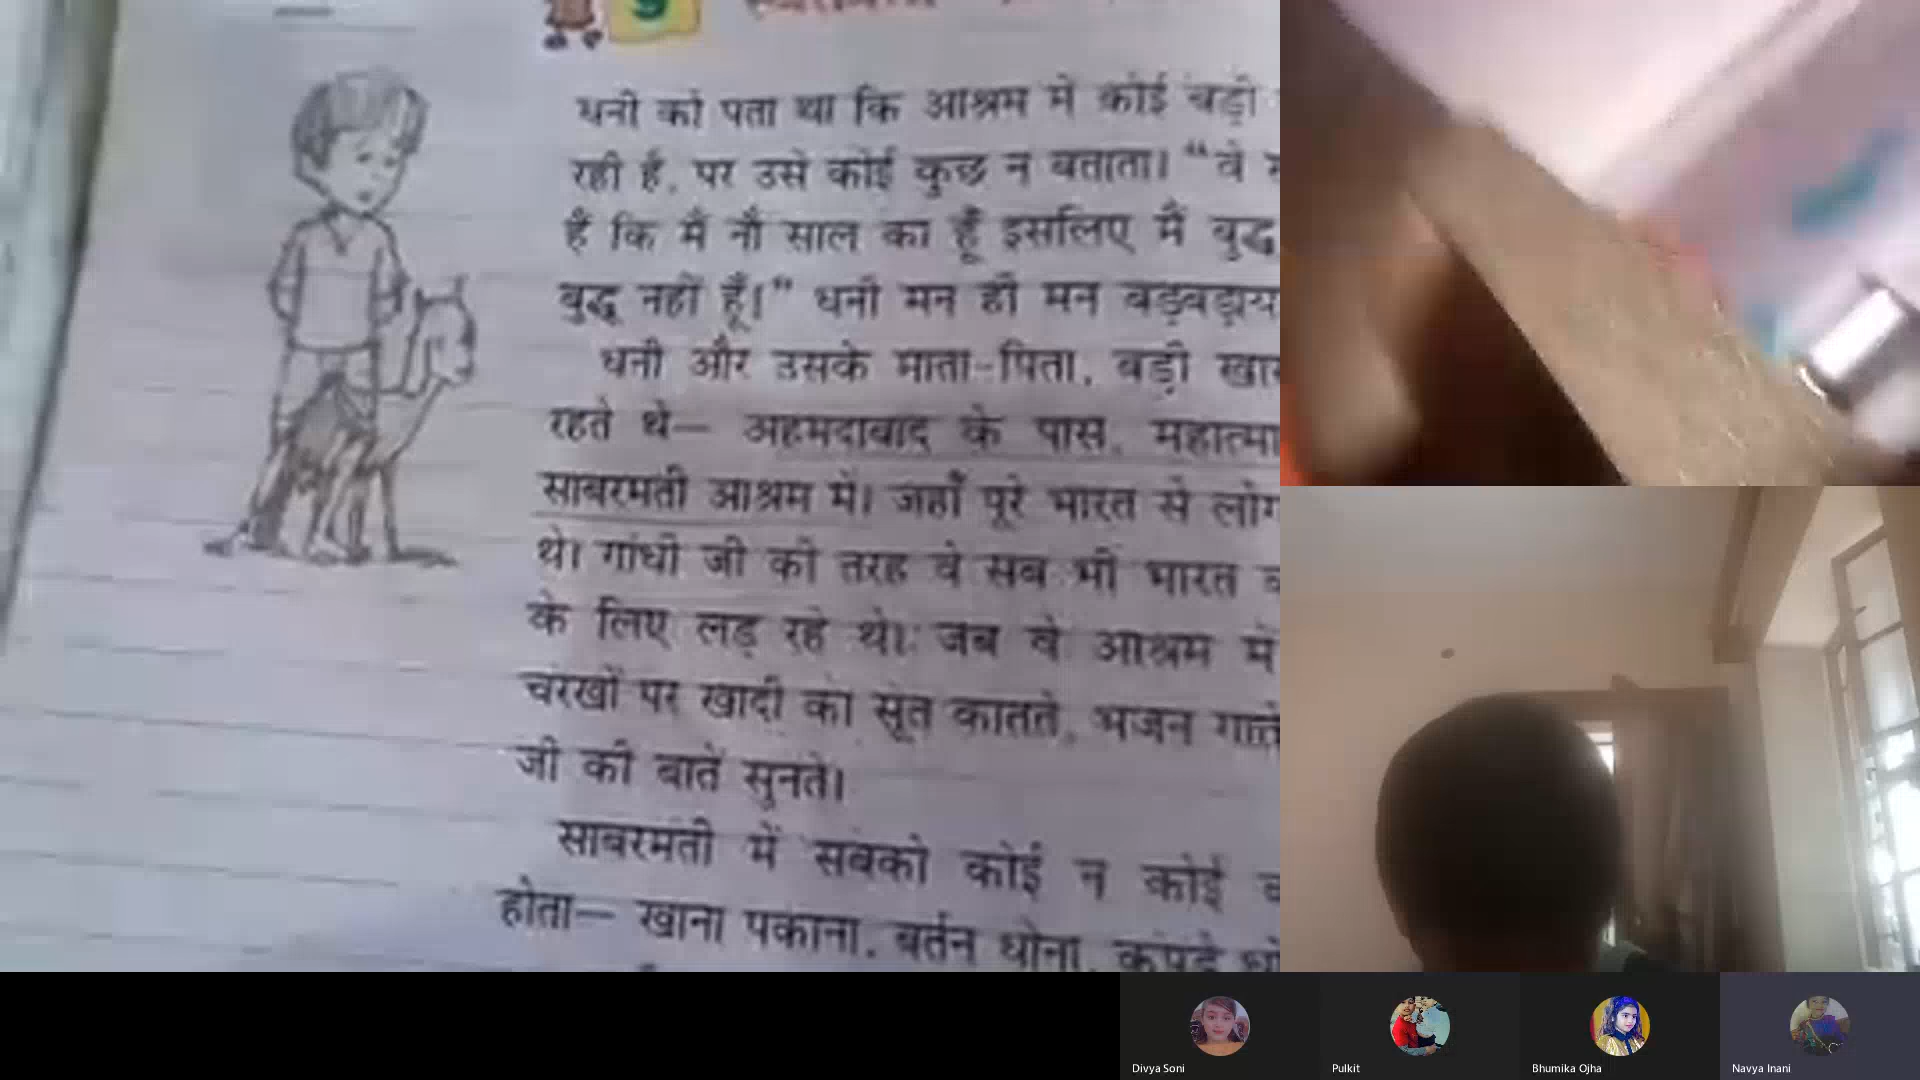 9
धनी को पता था कि आश्रम में कोई बड़ी
रही है, पर उसे कोई कुछ न बताता। “वे
हैं कि मैं नौ साल का हूँ इसलिए मैं बुद्धू
बुद्धू नहीं हूँ।” धनी मन ही मन बड़बड़ाय
धनी और उसके माता-पिता, बड़ी
रहते थे— अहमदाबाद के पास, महात्मा
साबरमती आश्रम में। जहाँ पूरे भारत से लोग
थे। गांधी जी की तरह वे सब भी भारत
के लिए लड़ रहे थे। जब वे आश्रम में
चरखों पर खादी का सूत कातते, भजन गाते
जी की बातें सुनते।
साबरमती में सबको कोई न कोई
होता— खाना पकाना, बर्तन धोना, कपड़े
Divya Soni
Pulkit
Bhumika Ojha
Navya Inani